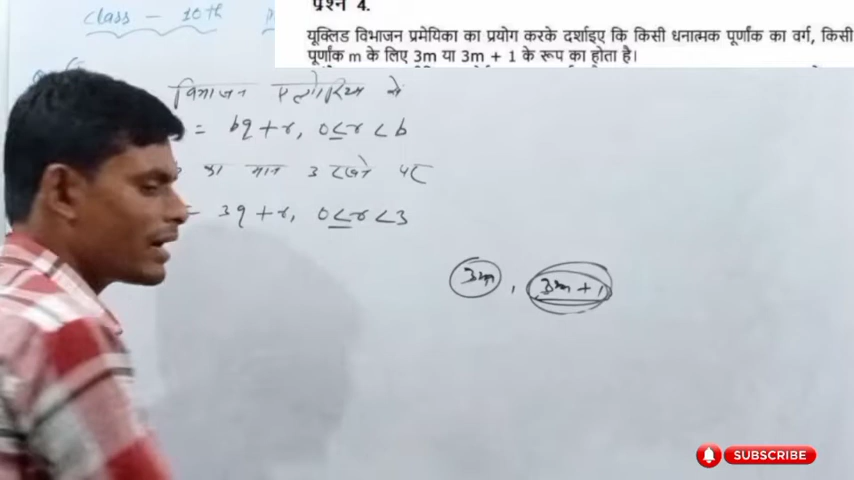 Class - 10th
प्रश्न 4.
यूक्लिड विभाजन प्रमेयिका का प्रयोग करके दर्शाइए कि किसी धनात्मक पूर्णांक का वर्ग, किसी
पूर्णांक m के लिए 3m या 3m + 1 के रूप का होता है।
विभाजन एल्गोरिथ्म से
= bq + r, 0 ≤ r < b
का मान 3 रखने पर
= 3q + r, 0 ≤ r < 3
3m , 3m + 1
SUBSCRIBE